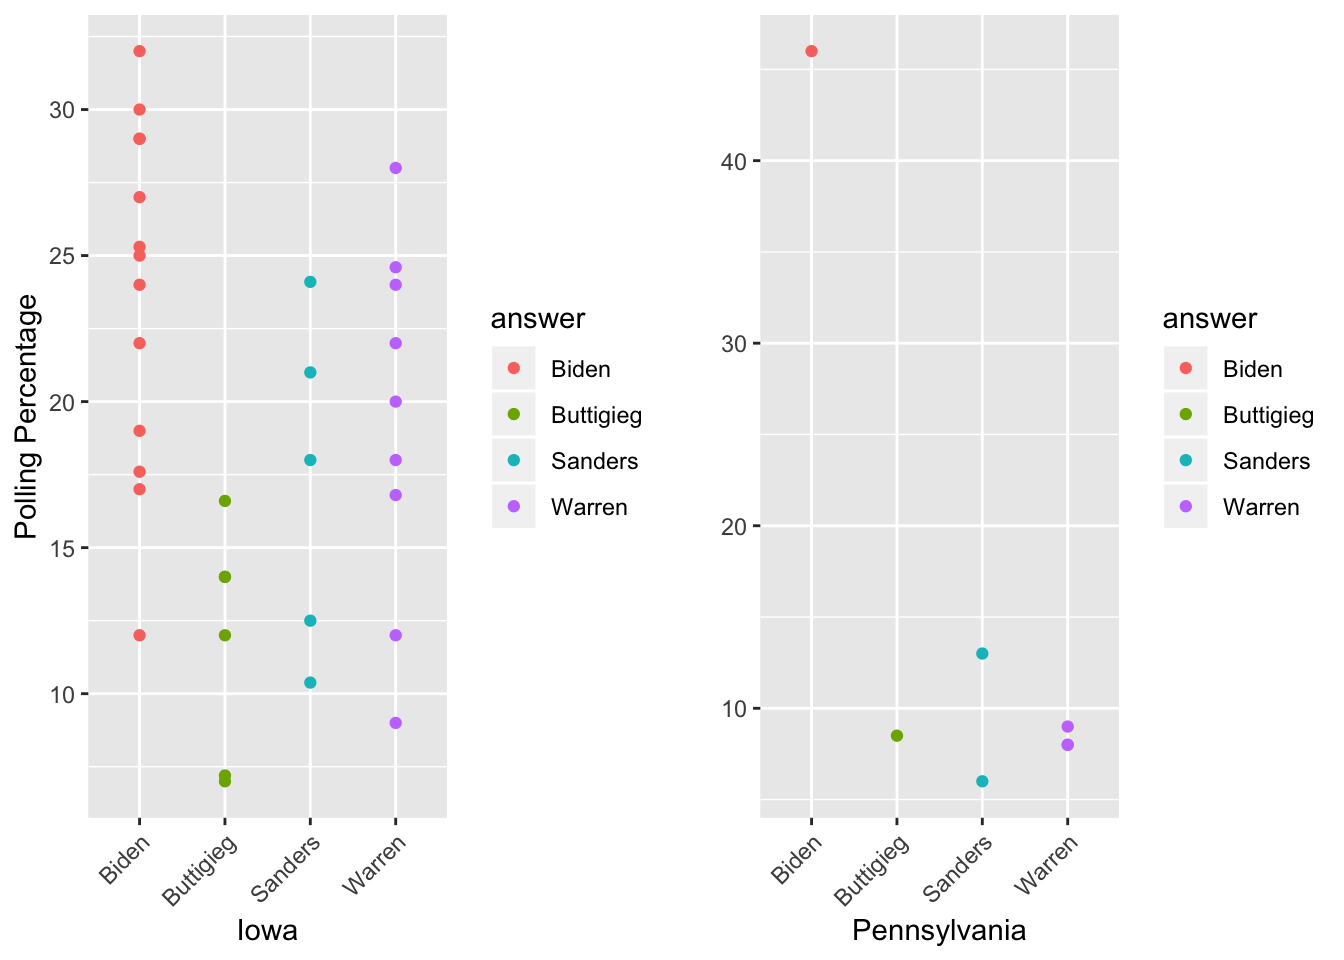 Polling Percentage
30
25
20
15
10
Biden
Buttigieg
Sanders
Warren
Iowa
answer
Biden
Buttigieg
Sanders
Warren
40
30
20
10
Biden
Buttigieg
Sanders
Warren
Pennsylvania
answer
Biden
Buttigieg
Sanders
Warren